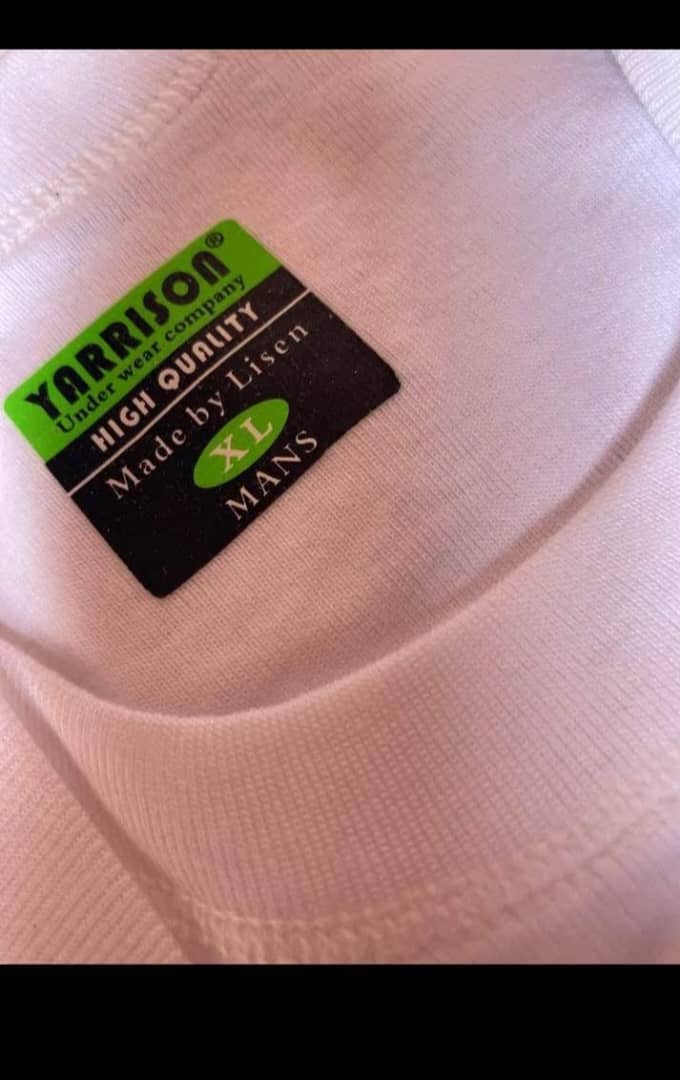 YARRISON®
Under wear company
HIGH QUALITY
Made by Lisen
XL
MANS